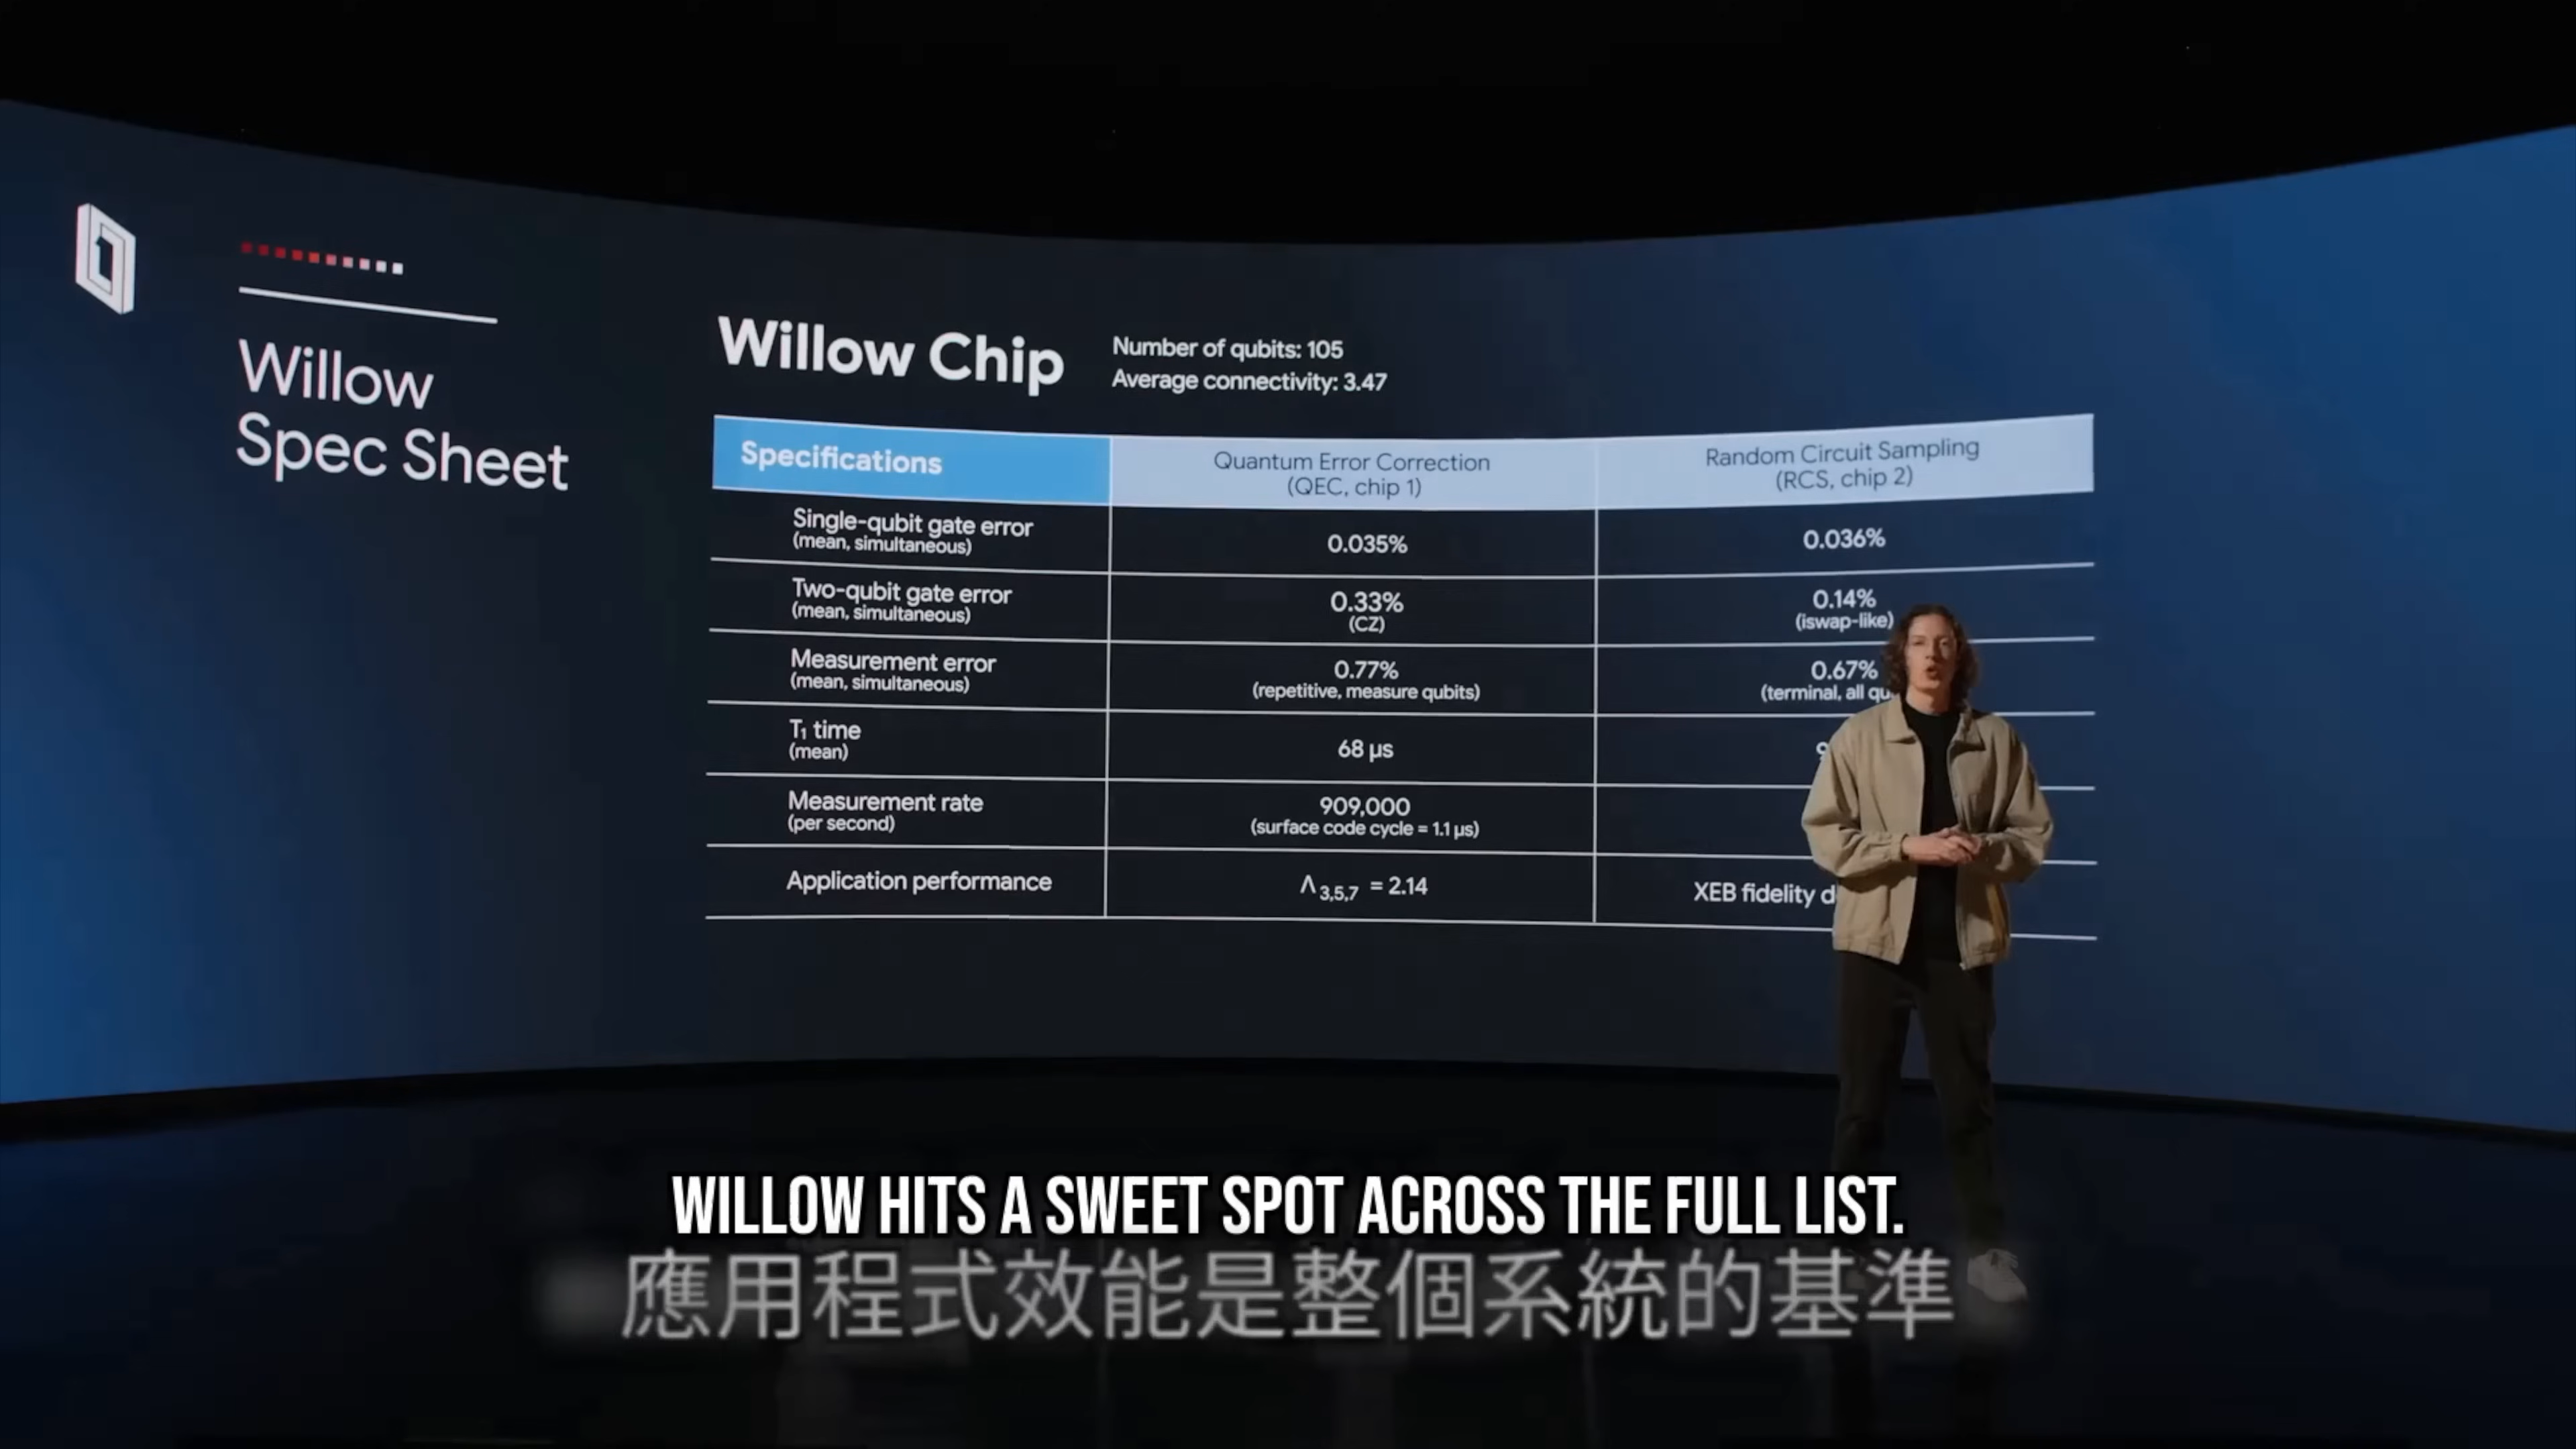 Willow
Spec Sheet
Willow Chip
Number of qubits: 105
Average connectivity: 3.47
Specifications
Quantum Error Correction
(QEC, chip 1)
Random Circuit Sampling
(RCS, chip 2)
Single-qubit gate error
(mean, simultaneous)
0.035%
0.036%
Two-qubit gate error
(mean, simultaneous)
0.33%
(CZ)
0.14%
(iswap-like)
Measurement error
(mean, simultaneous)
0.77%
(repetitive, measure qubits)
0.67%
(terminal, all
T₁ time
(mean)
68 µs
Measurement rate
(per second)
909,000
(surface code cycle = 1.1 µs)
Application performance
Λ 3,5,7 = 2.14
XEB fidelity
WILLOW HITS A SWEET SPOT ACROSS THE FULL LIST.
應用程式效能是整個系統的基準